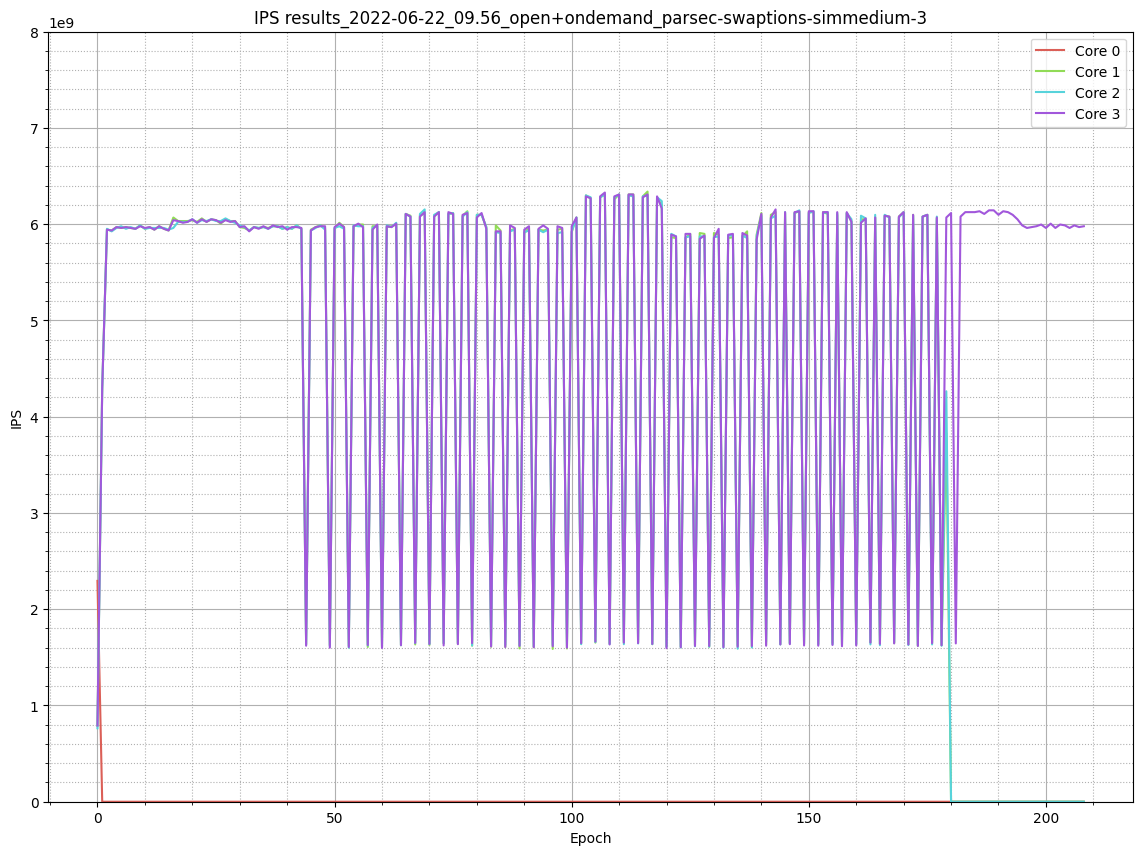 IPS results_2022-06-22_09.56_open+ondemand_parsec-swaptions-simmedium-3
1e9
8
7
6
5
4
3
2
1
0
IPS
0 50 100 150 200
Epoch
Core 0
Core 1
Core 2
Core 3